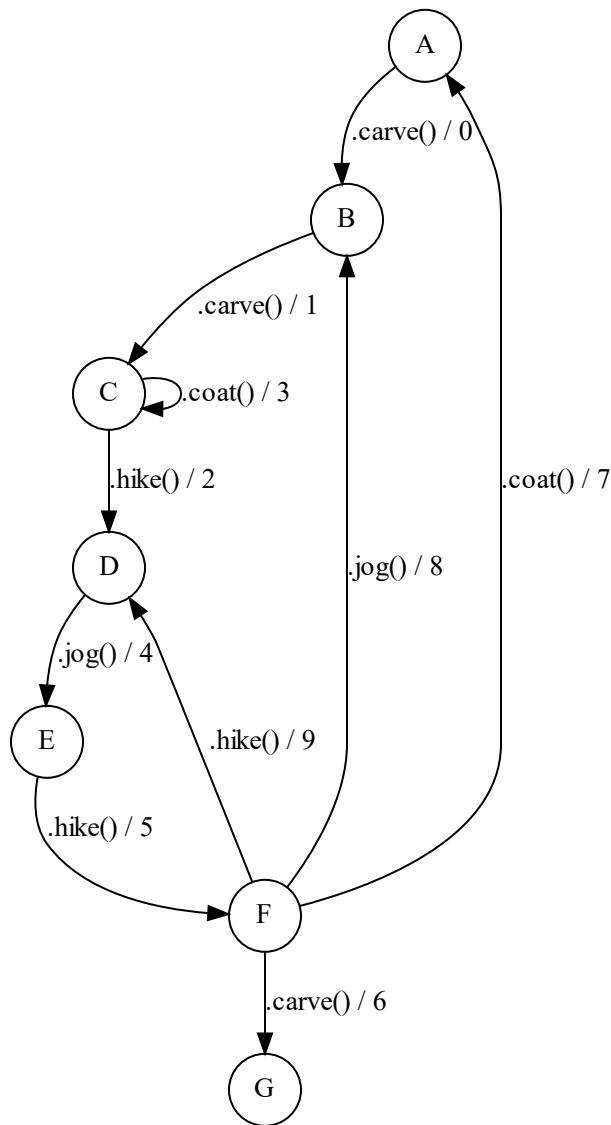 A
.carve() / 0
B
.carve() / 1
C
.coat() / 3
.hike() / 2
.coat() / 7
D
.jog() / 8
.jog() / 4
E
.hike() / 9
.hike() / 5
F
.carve() / 6
G